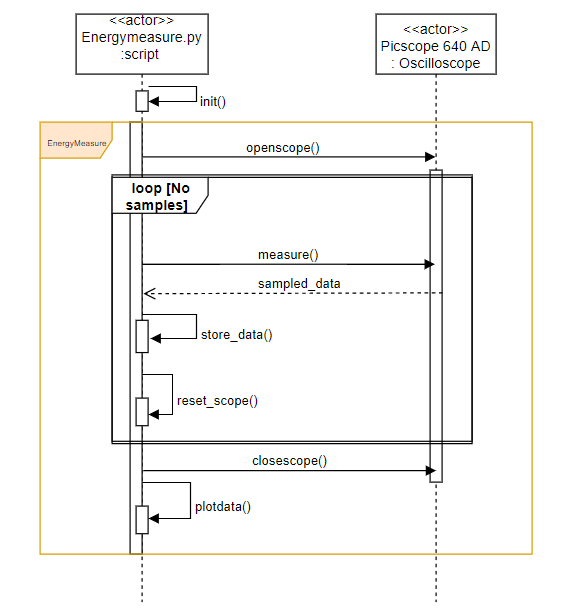 <<actor>>
Energymeasure.py
:script
<<actor>>
Picscope 640 AD
: Oscilloscope
init()
EnergyMeasure
openscope()
loop [No
samples]
measure()
sampled_data
store_data()
reset_scope()
closescope()
plotdata()